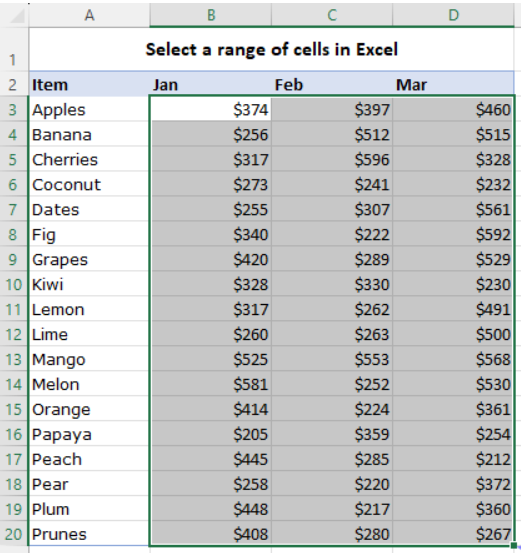 A B C D
1 Select a range of cells in Excel
2 Item Jan Feb Mar
3 Apples $374 $397 $460
4 Banana $256 $512 $515
5 Cherries $317 $596 $328
6 Coconut $273 $241 $232
7 Dates $255 $307 $561
8 Fig $340 $222 $592
9 Grapes $420 $289 $529
10 Kiwi $328 $330 $230
11 Lemon $317 $262 $491
12 Lime $260 $263 $500
13 Mango $525 $553 $568
14 Melon $581 $252 $530
15 Orange $414 $224 $361
16 Papaya $205 $359 $254
17 Peach $445 $285 $212
18 Pear $258 $220 $372
19 Plum $448 $217 $360
20 Prunes $408 $280 $267